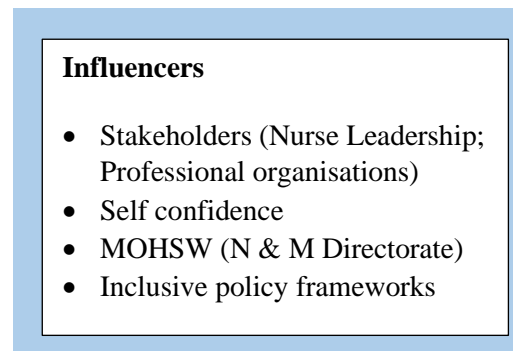 Influencers
• Stakeholders (Nurse Leadership;
Professional organisations)
• Self confidence
• MOHSW (N & M Directorate)
• Inclusive policy frameworks